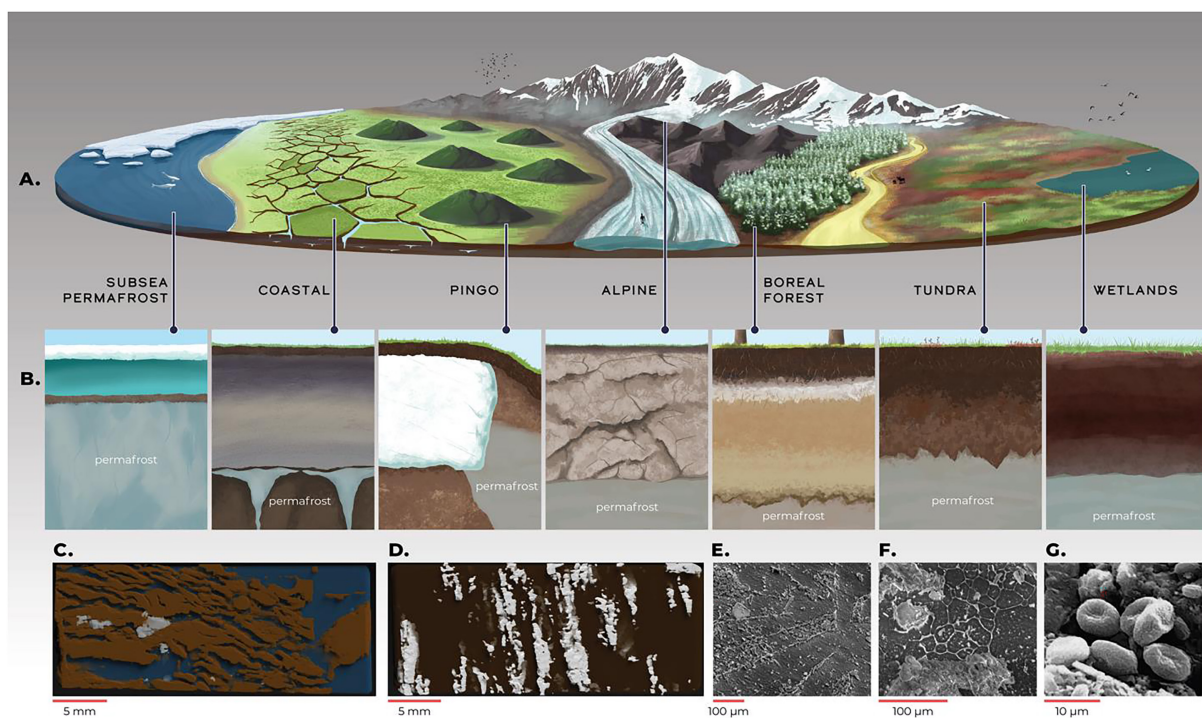 A.
SUBSEA
PERMAFROST
COASTAL
PINGO
ALPINE
BOREAL
FOREST
TUNDRA
WETLANDS
B.
permafrost
permafrost
permafrost
permafrost
permafrost
permafrost
permafrost
C.
D.
E.
F.
G.
5 mm
5 mm
100 µm
100 µm
10 µm